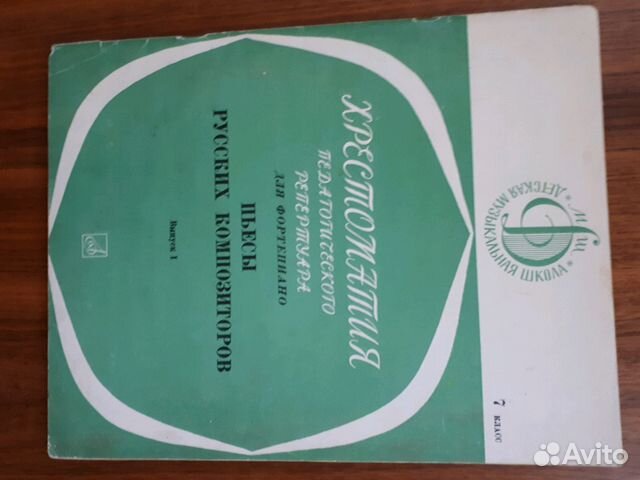 ДЕТСКАЯ МУЗЫКАЛЬНАЯ ШКОЛА
7 КЛАСС
ХРЕСТОМАТИЯ
ПЕДАГОГИЧЕСКОГО
РЕПЕРТУАРА
ДЛЯ ФОРТЕПИАНО
ПЬЕСЫ
РУССКИХ КОМПОЗИТОРОВ
Выпуск 1
Avito